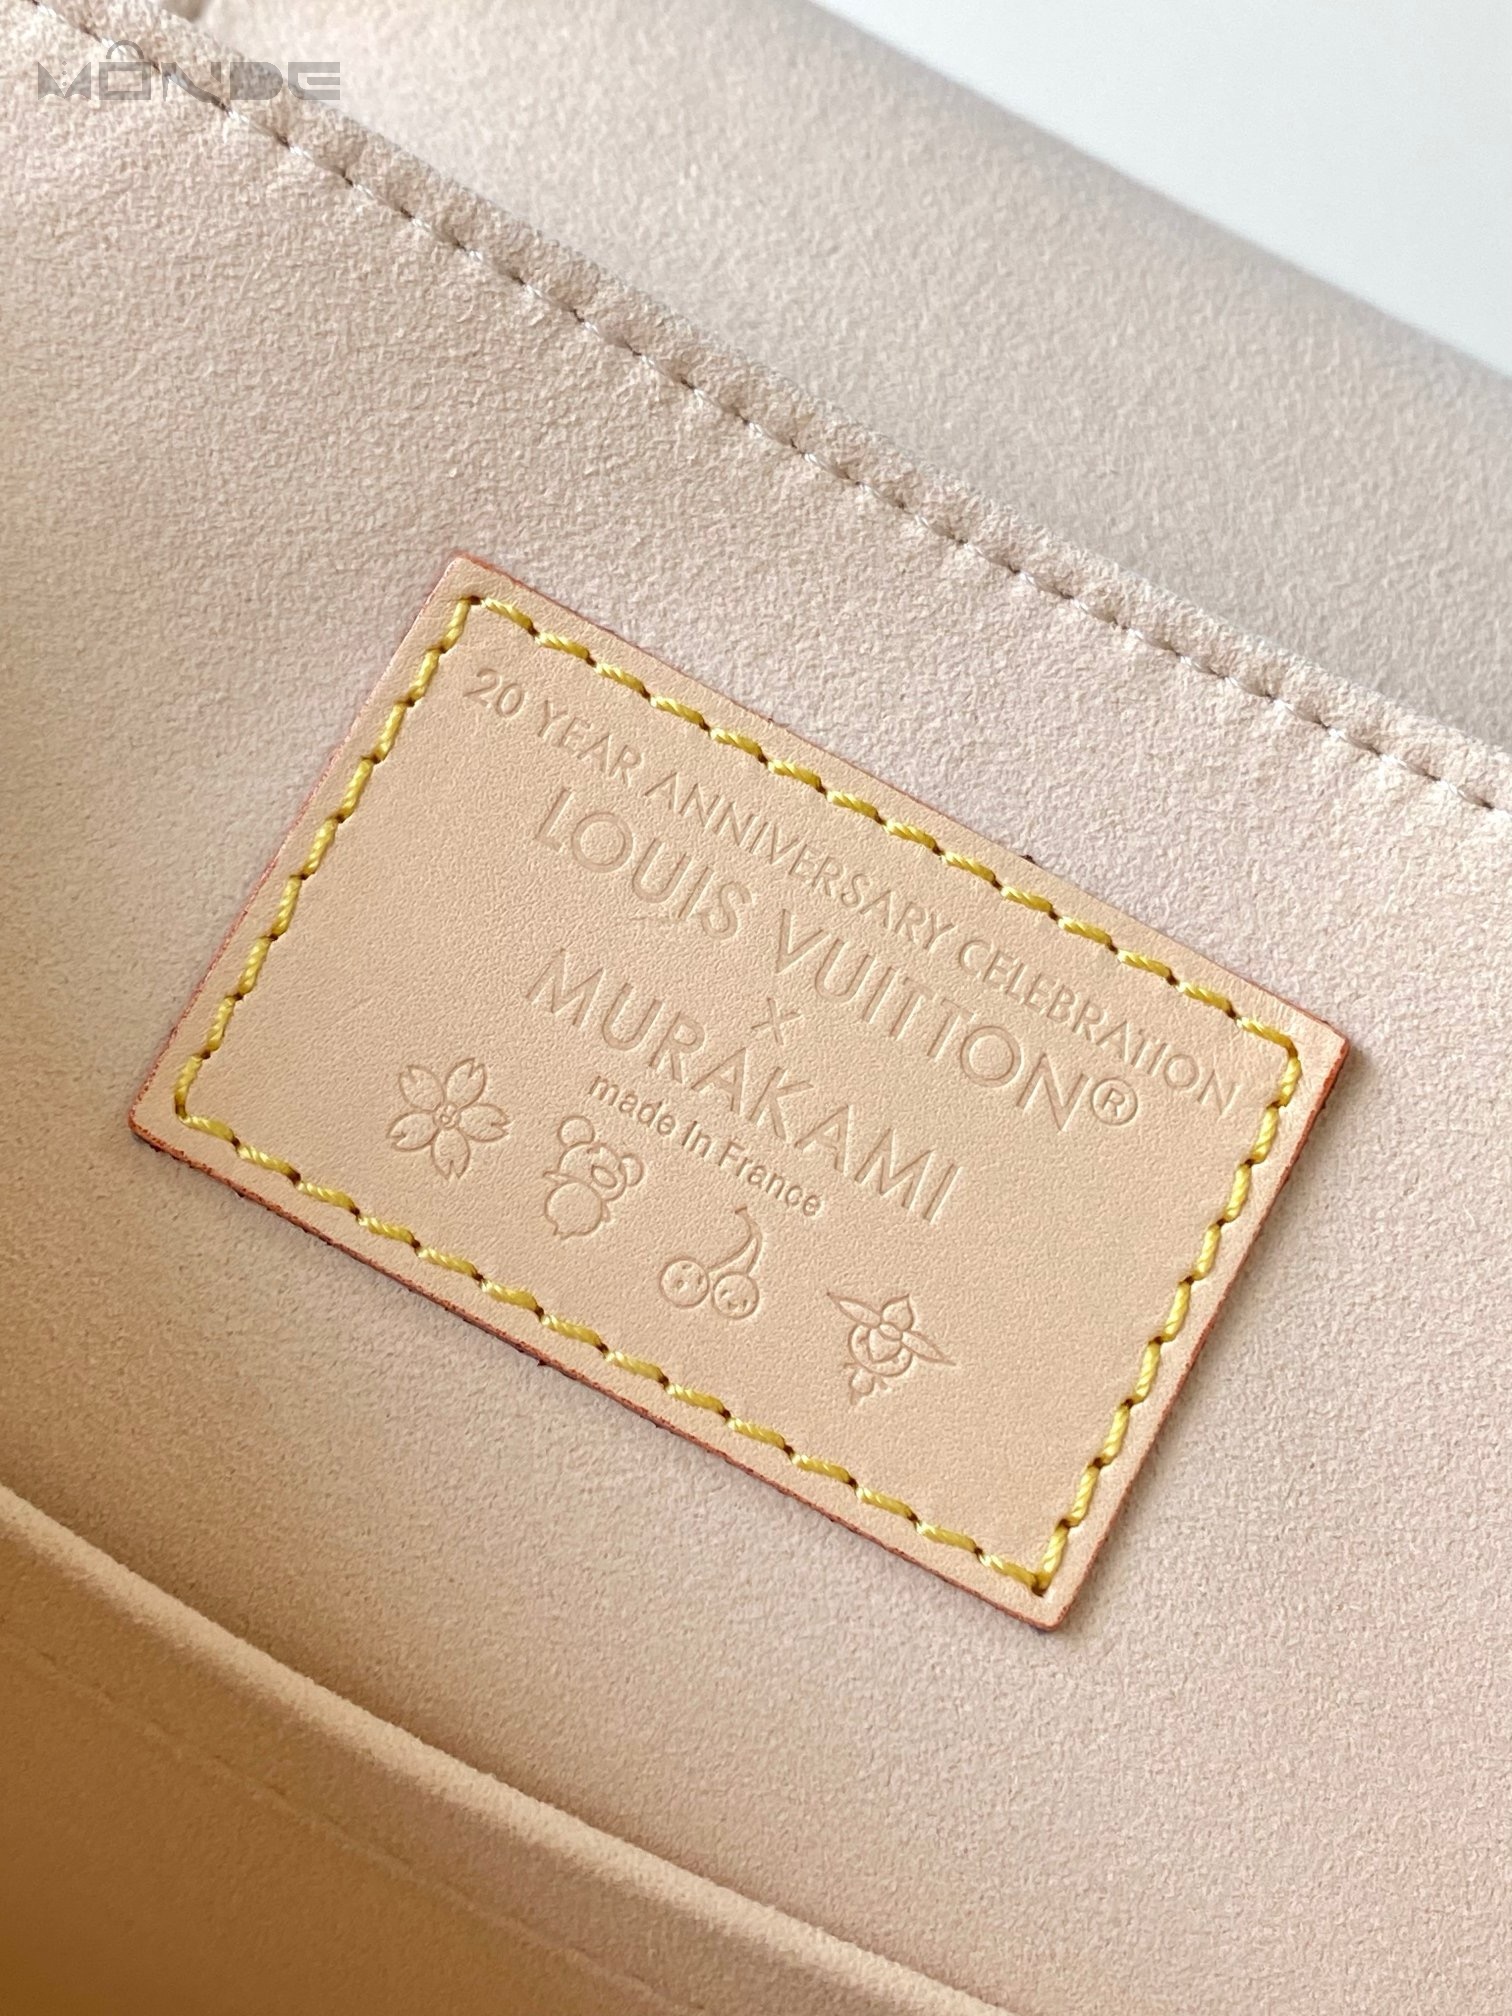 MONDE
20 YEAR ANNIVERSARY CELEBRATION
LOUIS VUITTON®
×
MURAKAMI
made in France